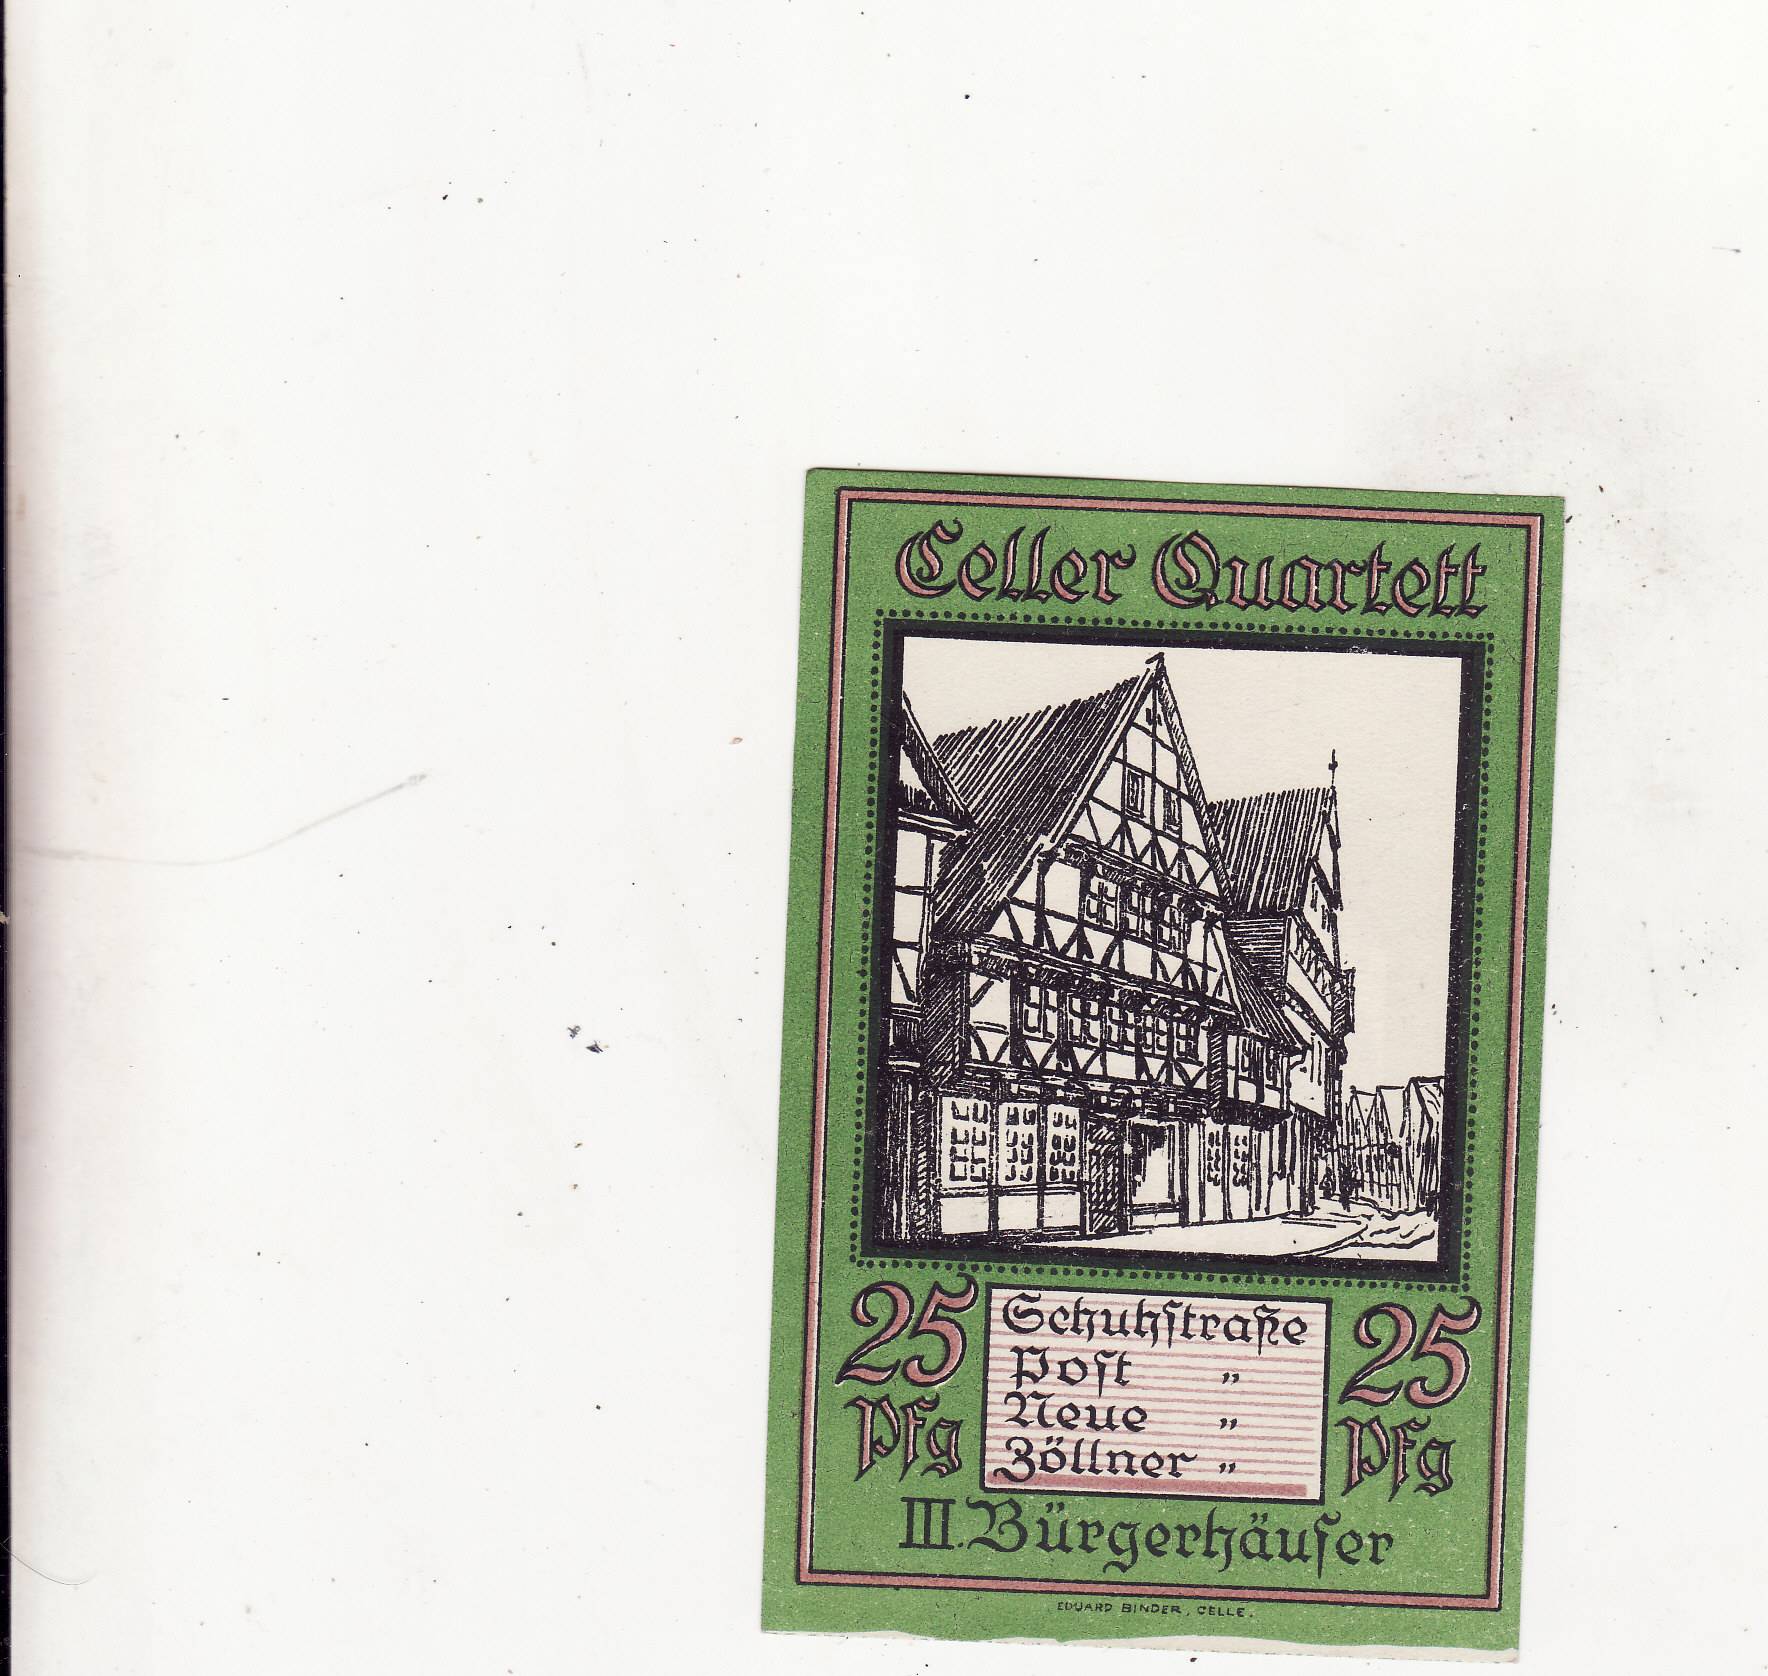 Celler Quartett
25 Pfg
Schuhstraße
Post "
Neue "
Zöllner "
25 Pfg
III. Bürgerhäuser
EDUARD BINDER, CELLE.